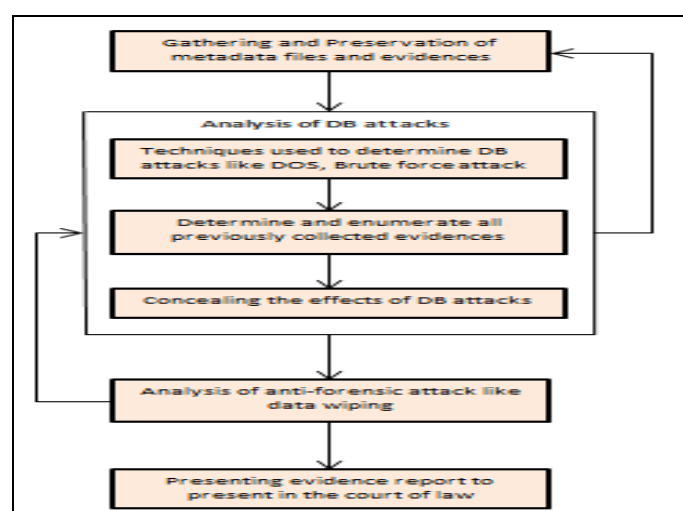 Gathering and Preservation of
metadata files and evidences
Analysis of DB attacks
Techniques used to determine DB
attacks like DOS, Brute force attack
Determine and enumerate all
previously collected evidences
Concealing the effects of DB attacks
Analysis of anti-forensic attack like
data wiping
Presenting evidence report to
present in the court of law